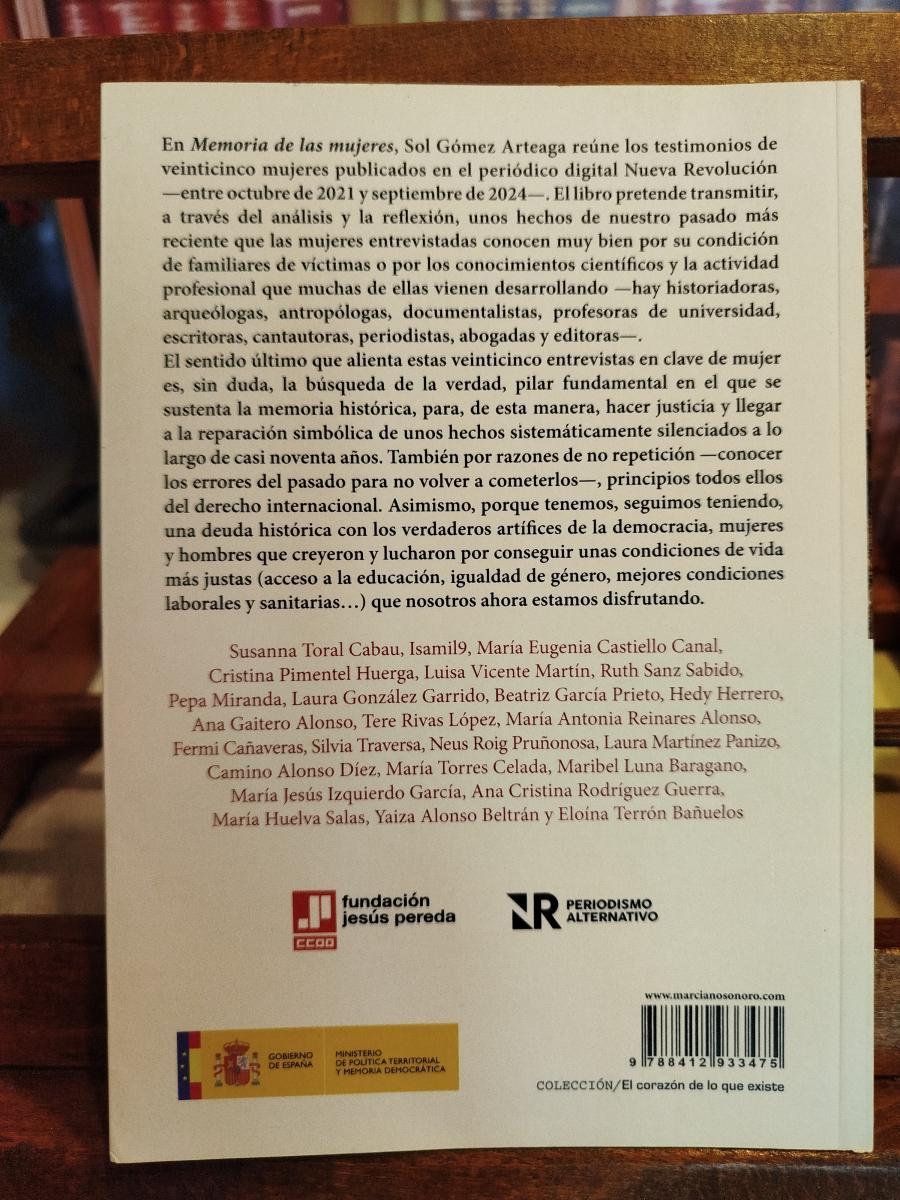 En Memoria de las mujeres, Sol Gómez Arteaga reúne los testimonios de
veinticinco mujeres publicados en el periódico digital Nueva Revolución
—entre octubre de 2021 y septiembre de 2024—. El libro pretende transmitir,
a través del análisis y la reflexión, unos hechos de nuestro pasado más
reciente que las mujeres entrevistadas conocen muy bien por su condición
de familiares de víctimas o por los conocimientos científicos y la actividad
profesional que muchas de ellas vienen desarrollando —hay historiadoras,
arqueólogas, antropólogas, documentalistas, profesoras de universidad,
escritoras, cantautoras, periodistas, abogadas y editoras—.
El sentido último que alienta estas veinticinco entrevistas en clave de mujer
es, sin duda, la búsqueda de la verdad, pilar fundamental en el que se
sustenta la memoria histórica, para, de esta manera, hacer justicia y llegar
a la reparación simbólica de unos hechos sistemáticamente silenciados a lo
largo de casi noventa años. También por razones de no repetición —conocer
los errores del pasado para no volver a cometerlos—, principios todos ellos
del derecho internacional. Asimismo, porque tenemos, seguimos teniendo,
una deuda histórica con los verdaderos artífices de la democracia, mujeres
y hombres que creyeron y lucharon por conseguir unas condiciones de vida
más justas (acceso a la educación, igualdad de género, mejores condiciones
laborales y sanitarias…) que nosotros ahora estamos disfrutando.
Susanna Toral Cabau, Isamil9, María Eugenia Castiello Canal,
Cristina Pimentel Huerga, Luisa Vicente Martín, Ruth Sanz Sabido,
Pepa Miranda, Laura González Garrido, Beatriz García Prieto, Hedy Herrero,
Ana Gaitero Alonso, Tere Rivas López, María Antonia Reinares Alonso,
Fermi Cañaveras, Silvia Traversa, Neus Roig Pruñonosa, Laura Martínez Panizo,
Camino Alonso Díez, María Torres Celada, Maribel Luna Baragano,
María Jesús Izquierdo García, Ana Cristina Rodríguez Guerra,
María Huelva Salas, Yaiza Alonso Beltrán y Eloína Terrón Bañuelos
fundación
jesús pereda
CCOO
NR
PERIODISMO
ALTERNATIVO
www.marcianosonoro.com
9 788412 933475
COLECCIÓN/El corazón de lo que existe
GOBIERNO
DE ESPAÑA
MINISTERIO
DE POLÍTICA TERRITORIAL
Y MEMORIA DEMOCRÁTICA